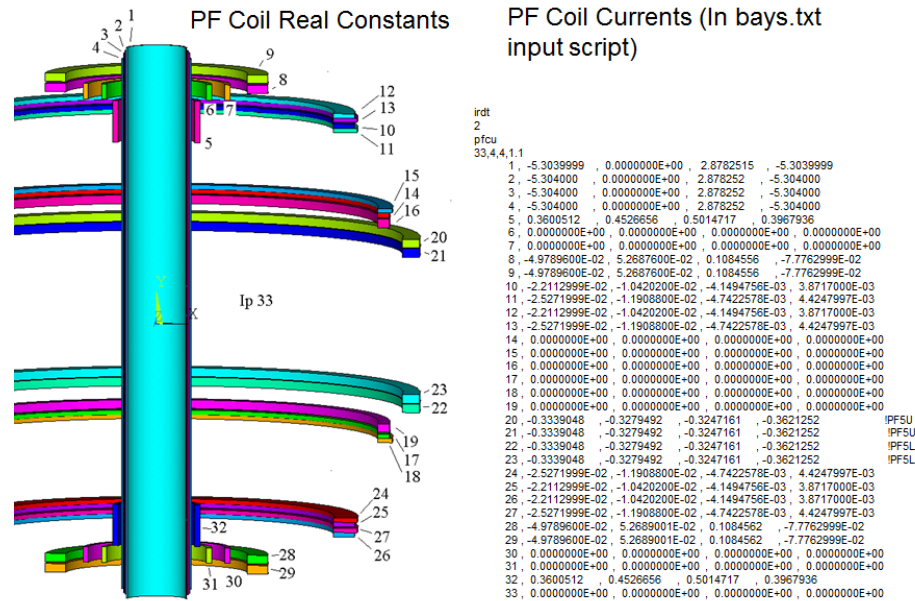 PF Coil Real Constants
1
2
3
4
9
8
6 7
5
12
13
10
11
15
14
16
20
21
Y
X
Ip 33
23
22
19
17
18
24
25
27
26
32
28
29
31 30
PF Coil Currents (In bays.txt
input script)
irdt
2
pfcu
33,4,4,1.1
1, -5.3039999 , 0.0000000E+00 , 2.8782515 , -5.3039999
2, -5.304000 , 0.0000000E+00 , 2.878252 , -5.304000
3, -5.304000 , 0.0000000E+00 , 2.878252 , -5.304000
4, -5.304000 , 0.0000000E+00 , 2.878252 , -5.304000
5, 0.3600512 , 0.4526656 , 0.5014717 , 0.3967936
6, 0.0000000E+00 , 0.0000000E+00 , 0.0000000E+00 , 0.0000000E+00
7, 0.0000000E+00 , 0.0000000E+00 , 0.0000000E+00 , 0.0000000E+00
8, -4.9789600E-02 , 5.2687600E-02 , 0.1084556 , -7.7762999E-02
9, -4.9789600E-02 , 5.2687600E-02 , 0.1084556 , -7.7762999E-02
10, -2.2112999E-02, -1.0420200E-02, -4.1494756E-03, 3.8717000E-03
11, -2.5271999E-02, -1.1908800E-02, -4.7422578E-03, 4.4247997E-03
12, -2.2112999E-02, -1.0420200E-02, -4.1494756E-03, 3.8717000E-03
13, -2.5271999E-02, -1.1908800E-02, -4.7422578E-03, 4.4247997E-03
14, 0.0000000E+00 , 0.0000000E+00 , 0.0000000E+00 , 0.0000000E+00
15, 0.0000000E+00 , 0.0000000E+00 , 0.0000000E+00 , 0.0000000E+00
16, 0.0000000E+00 , 0.0000000E+00 , 0.0000000E+00 , 0.0000000E+00
17, 0.0000000E+00 , 0.0000000E+00 , 0.0000000E+00 , 0.0000000E+00
18, 0.0000000E+00 , 0.0000000E+00 , 0.0000000E+00 , 0.0000000E+00
19, 0.0000000E+00 , 0.0000000E+00 , 0.0000000E+00 , 0.0000000E+00
20, -0.3339048 , -0.3279492 , -0.3247161 , -0.3621252 !PF5U
21, -0.3339048 , -0.3279492 , -0.3247161 , -0.3621252 !PF5U
22, -0.3339048 , -0.3279492 , -0.3247161 , -0.3621252 !PF5L
23, -0.3339048 , -0.3279492 , -0.3247161 , -0.3621252 !PF5L
24, -2.5271999E-02, -1.1908800E-02, -4.7422578E-03, 4.4247997E-03
25, -2.2112999E-02, -1.0420200E-02, -4.1494756E-03, 3.8717000E-03
26, -2.2112999E-02, -1.0420200E-02, -4.1494756E-03, 3.8717000E-03
27, -2.5271999E-02, -1.1908800E-02, -4.7422578E-03, 4.4247997E-03
28, -4.9789600E-02 , 5.2689001E-02 , 0.1084562 , -7.7762999E-02
29, -4.9789600E-02 , 5.2689001E-02 , 0.1084562 , -7.7762999E-02
30, 0.0000000E+00 , 0.0000000E+00 , 0.0000000E+00 , 0.0000000E+00
31, 0.0000000E+00 , 0.0000000E+00 , 0.0000000E+00 , 0.0000000E+00
32, 0.3600512 , 0.4526656 , 0.5014717 , 0.3967936
33, 0.0000000E+00 , 0.0000000E+00 , 0.0000000E+00 , 0.0000000E+00